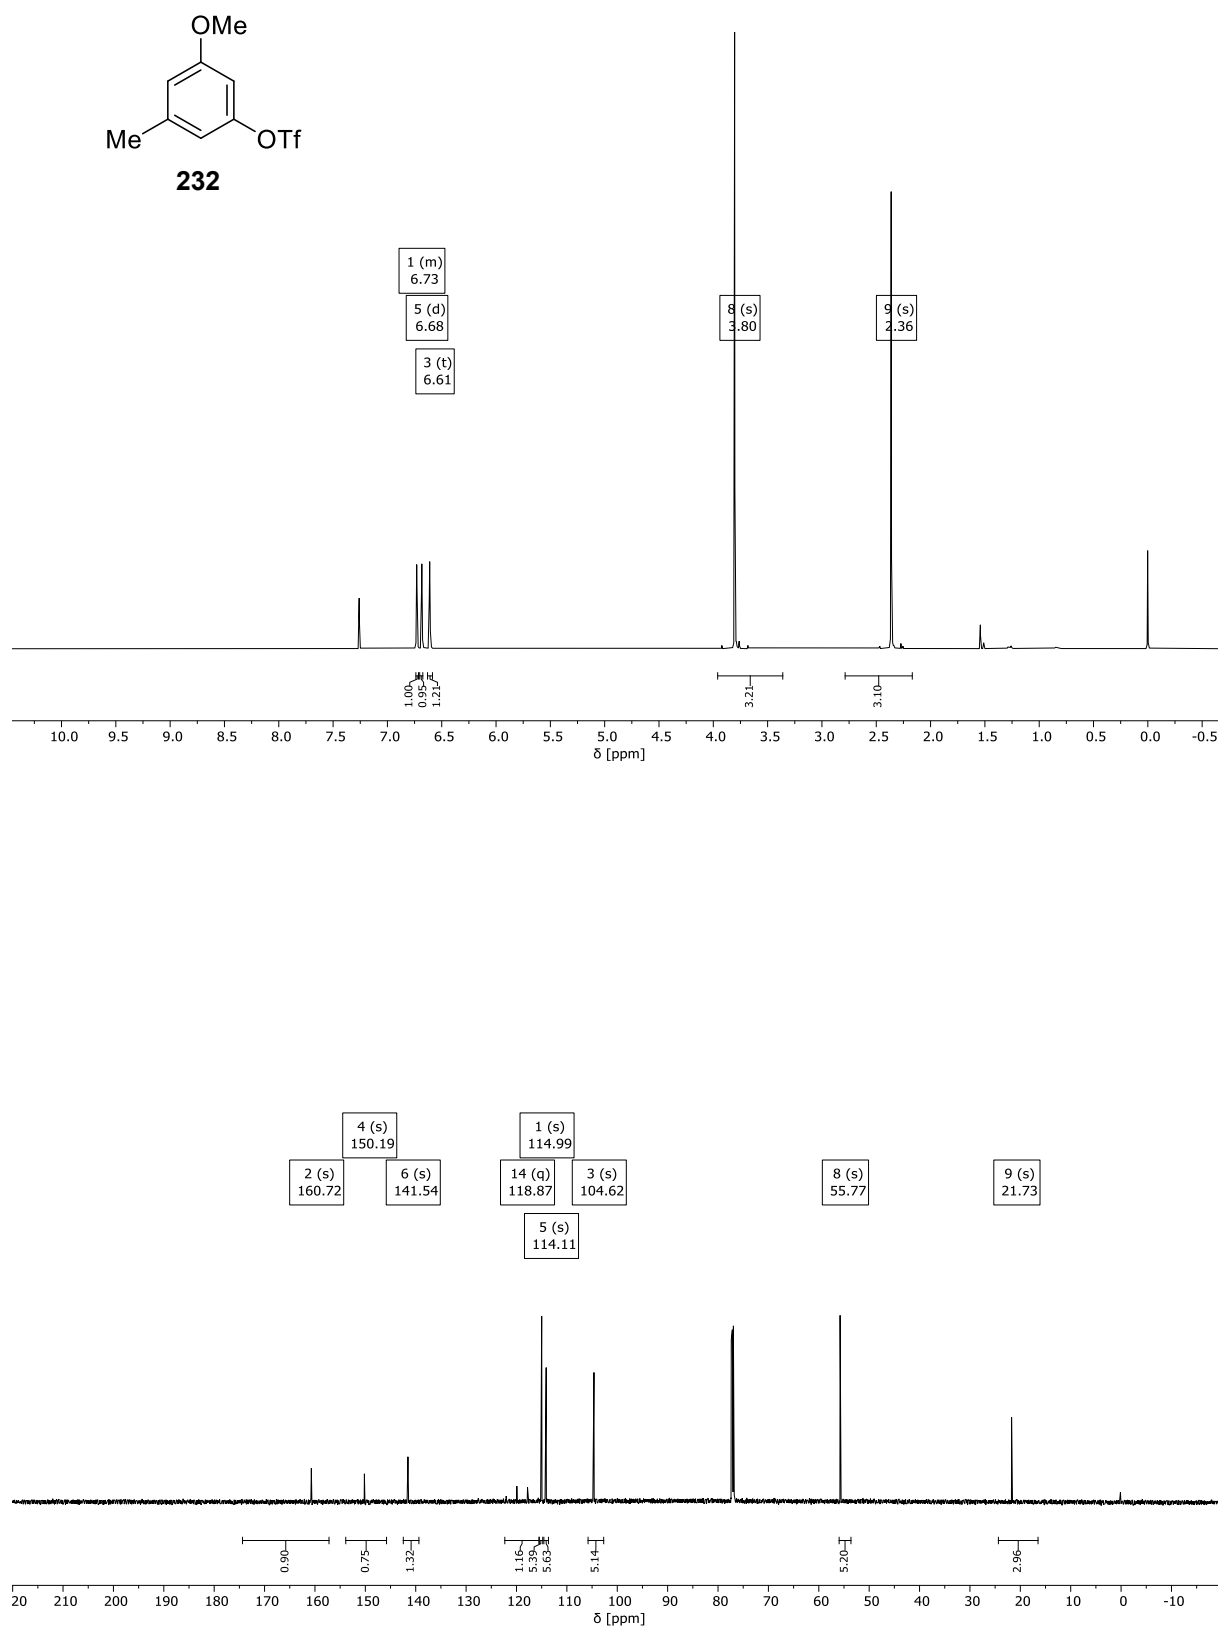 OMe
Me
OTf
232
1 (m)
6.73
5 (d)
6.68
3 (t)
6.61
8 (s)
3.80
9 (s)
2.36
1.00
0.95
1.21
3.21
3.10
10.0 9.5 9.0 8.5 8.0 7.5 7.0 6.5 6.0 5.5 5.0 4.5 4.0 3.5 3.0 2.5 2.0 1.5 1.0 0.5 0.0 -0.5
δ [ppm]
4 (s)
150.19
1 (s)
114.99
2 (s)
160.72
6 (s)
141.54
14 (q)
118.87
3 (s)
104.62
8 (s)
55.77
9 (s)
21.73
5 (s)
114.11
0.90
0.75
1.32
1.16
5.39
5.63
5.14
5.20
2.96
20 210 200 190 180 170 160 150 140 130 120 110 100 90 80 70 60 50 40 30 20 10 0 -10
δ [ppm]